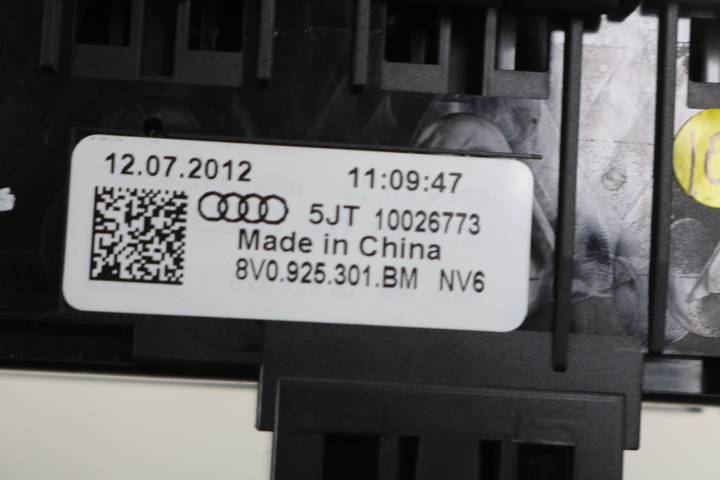 12.07.2012 11:09:47
5JT 10026773
Made in China
8V0.925.301.BM NV6